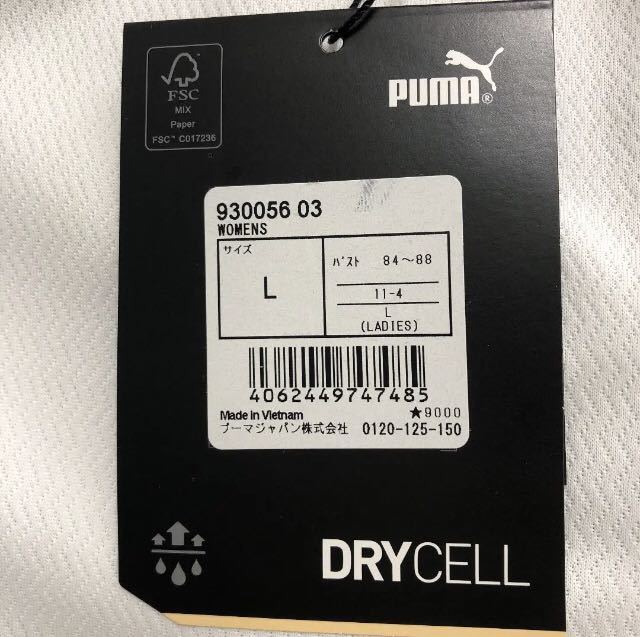 FSC
MIX
Paper
FSC™ C017236
PUMA®
930056 03
WOMENS
サイズ
L
バスト 84～88
11-4
L
(LADIES)
4062449747485
Made in Vietnam
★9000
プーマジャパン株式会社 0120-125-150
DRYCELL